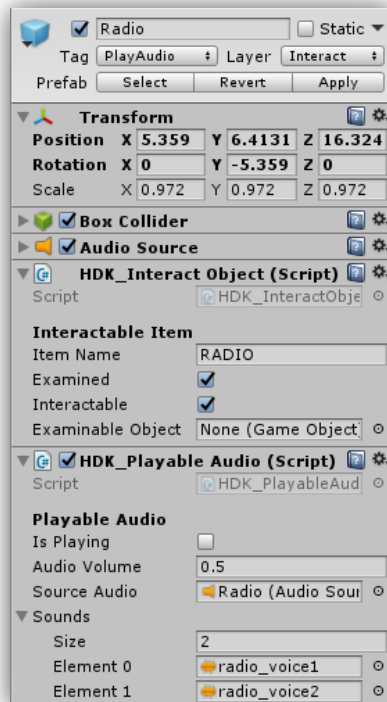 Radio Static
Tag PlayAudio Layer Interact
Prefab Select Revert Apply
Transform
Position X 5.359 Y 6.4131 Z 16.324
Rotation X 0 Y -5.359 Z 0
Scale X 0.972 Y 0.972 Z 0.972
Box Collider
Audio Source
HDK_Interact Object (Script)
Script HDK_InteractObje
Interactable Item
Item Name RADIO
Examined
Interactable
Examinable Object None (Game Object)
HDK_Playable Audio (Script)
Script HDK_PlayableAud
Playable Audio
Is Playing
Audio Volume 0.5
Source Audio Radio (Audio Sour
Sounds
Size 2
Element 0 radio_voice1
Element 1 radio_voice2